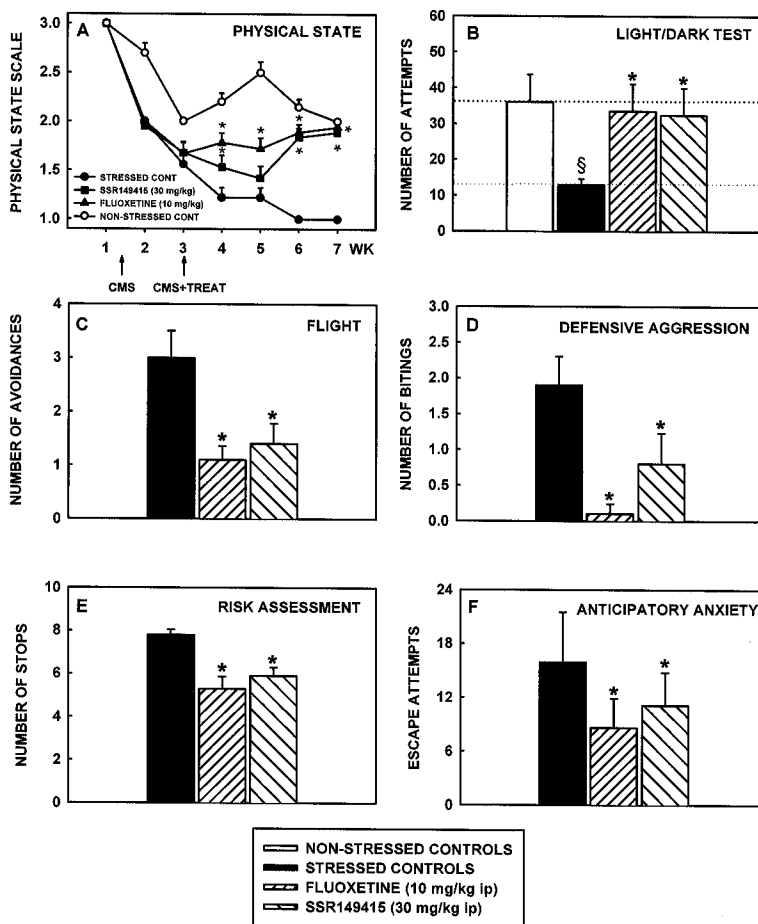 A PHYSICAL STATE
PHYSICAL STATE SCALE
3.0
2.5
2.0
1.5
1.0
STRESSED CONT
SSR149415 (30 mg/kg)
FLUOXETINE (10 mg/kg)
NON-STRESSED CONT
* * * * * * *
1 2 3 4 5 6 7 WK
CMS CMS+TREAT
B LIGHT/DARK TEST
NUMBER OF ATTEMPTS
60
50
40
30
20
10
0
§ * *
C FLIGHT
NUMBER OF AVOIDANCES
4
3
2
1
0
* *
D DEFENSIVE AGGRESSION
NUMBER OF BITINGS
3.0
2.5
2.0
1.5
1.0
0.5
0.0
* *
E RISK ASSESSMENT
NUMBER OF STOPS
10
8
6
4
2
0
* *
F ANTICIPATORY ANXIETY
ESCAPE ATTEMPTS
24
18
12
6
0
* *
NON-STRESSED CONTROLS
STRESSED CONTROLS
FLUOXETINE (10 mg/kg ip)
SSR149415 (30 mg/kg ip)